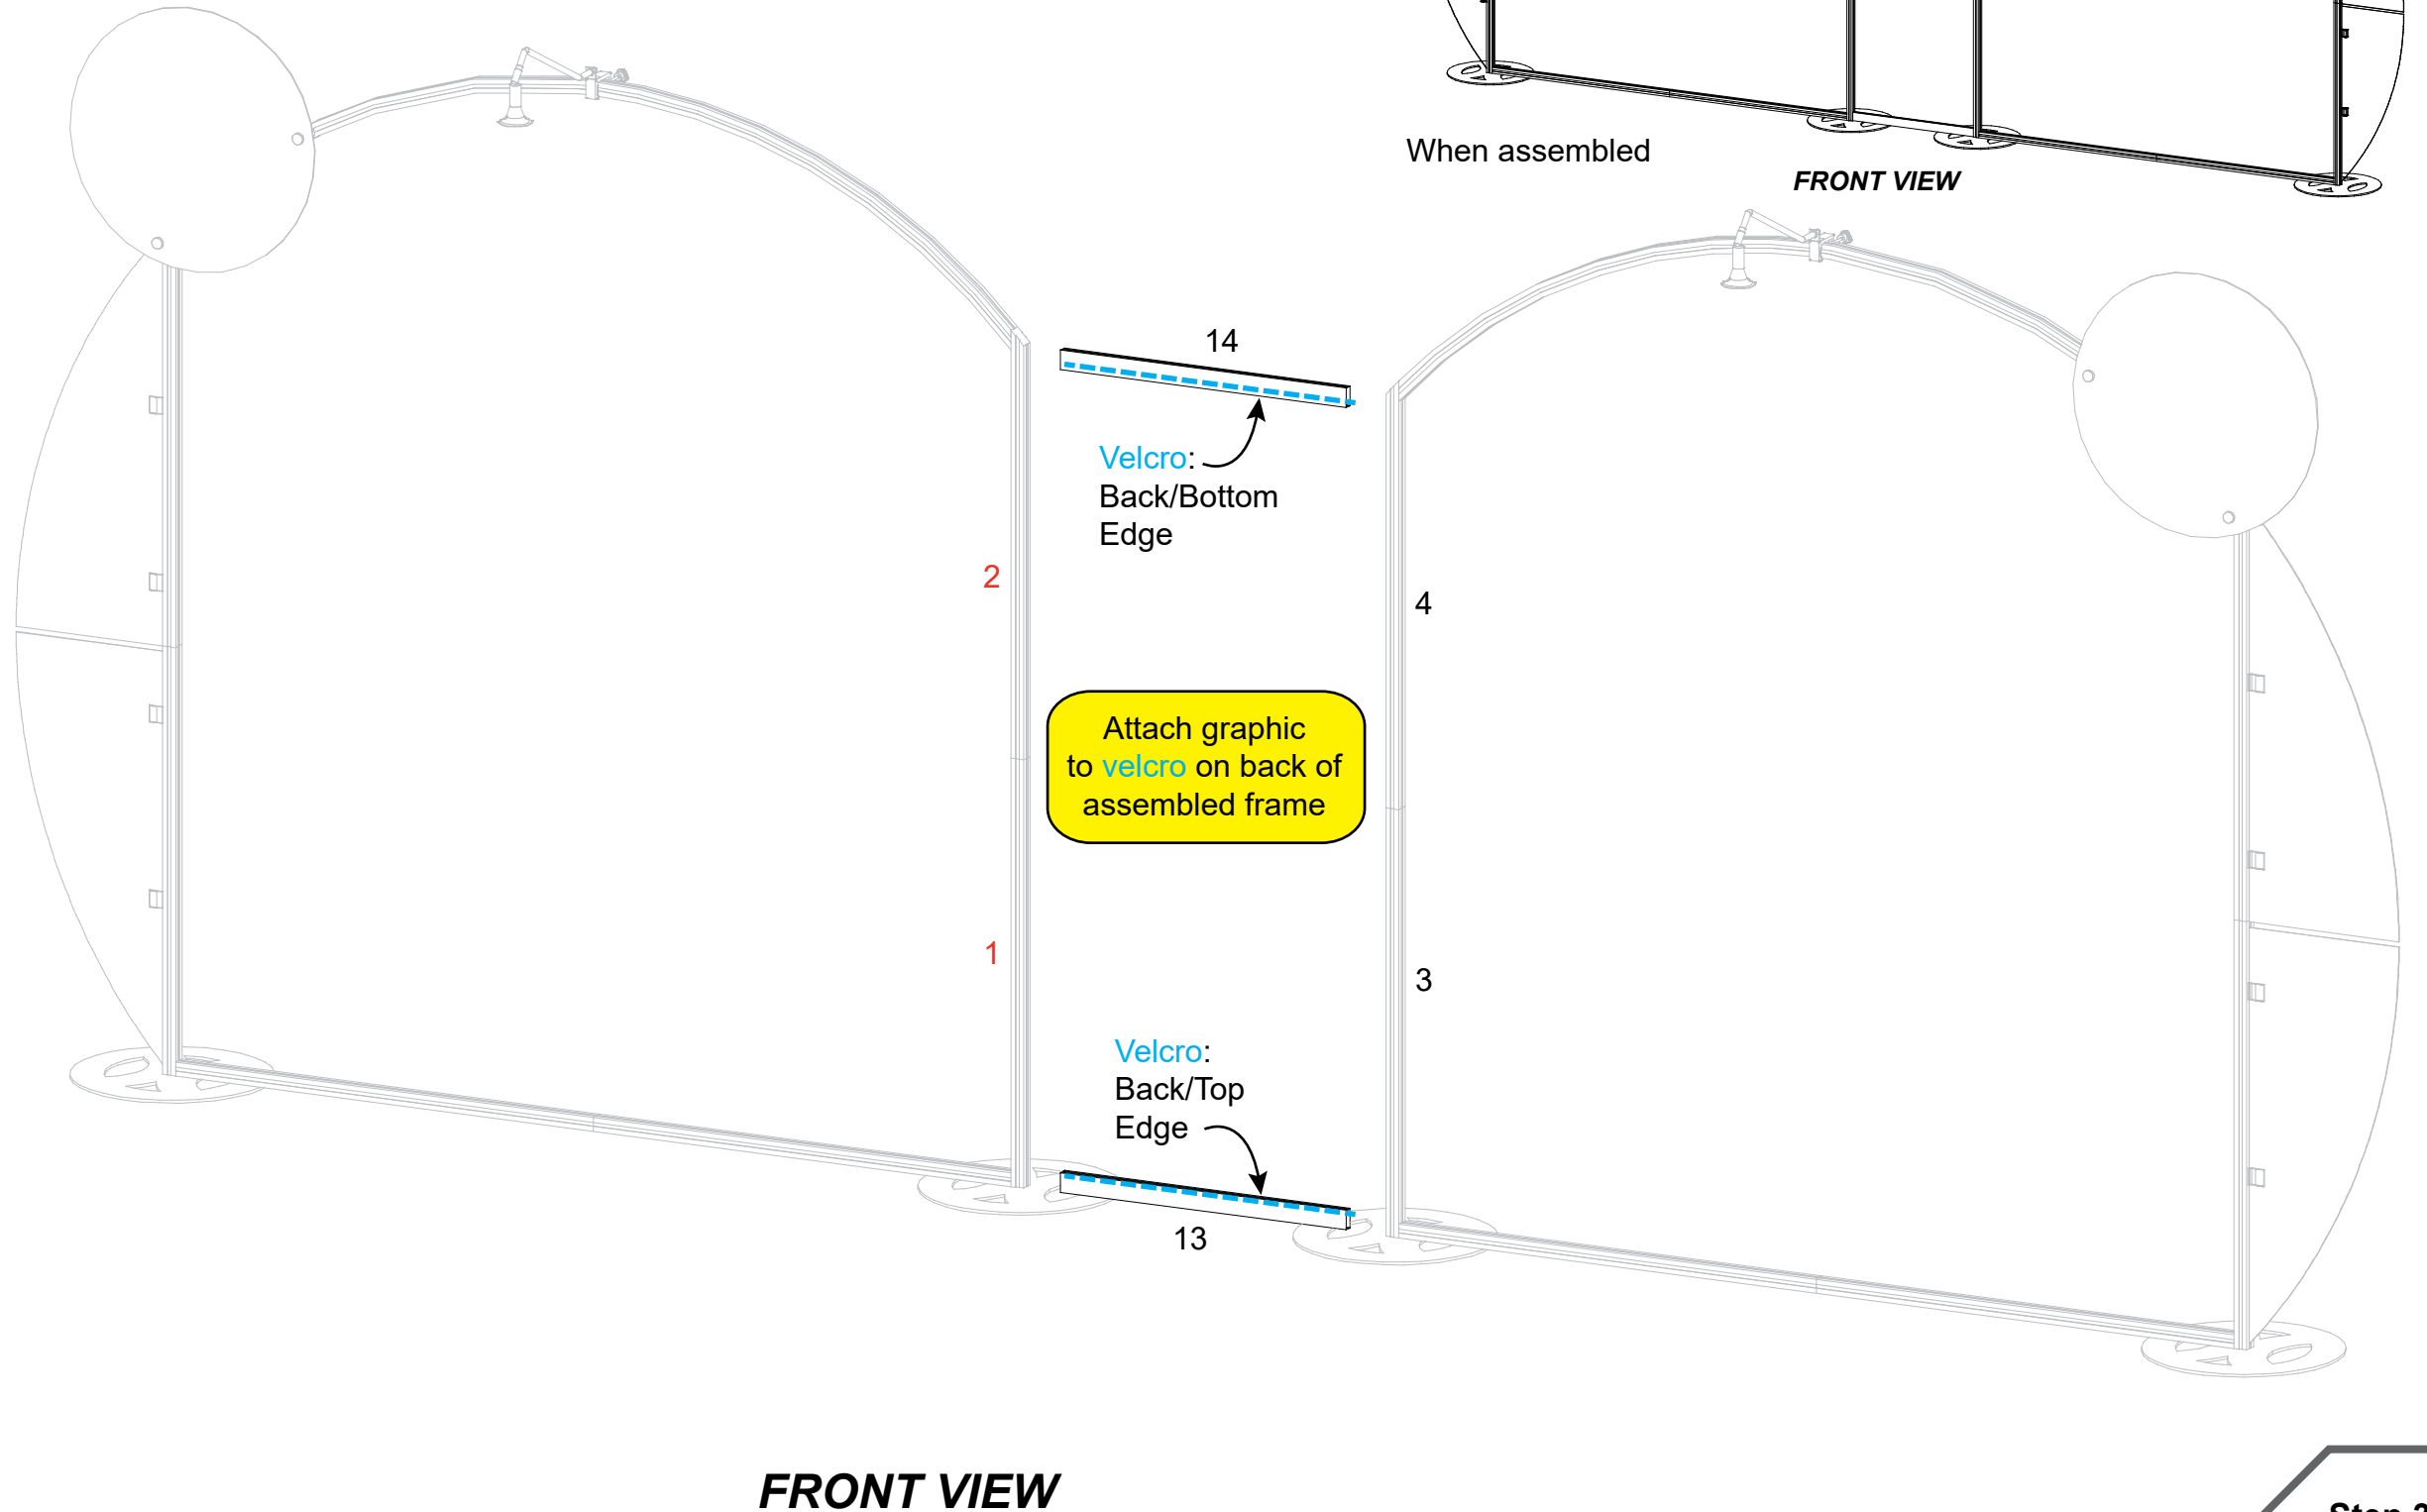 When assembled
FRONT VIEW
14
Velcro:
Back/Bottom
Edge
2
4
Attach graphic
to velcro on back of
assembled frame
1
3
Velcro:
Back/Top
Edge
13
FRONT VIEW